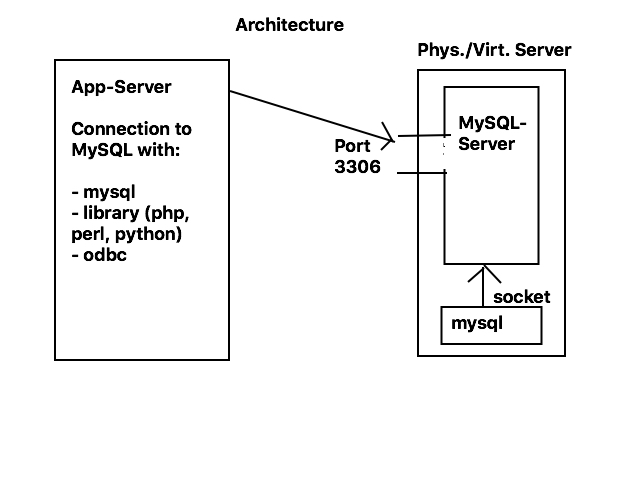 Architecture
Phys./Virt. Server
App-Server
Connection to
MySQL with:
- mysql
- library (php,
perl, python)
- odbc
Port
3306
MySQL-
Server
socket
mysql